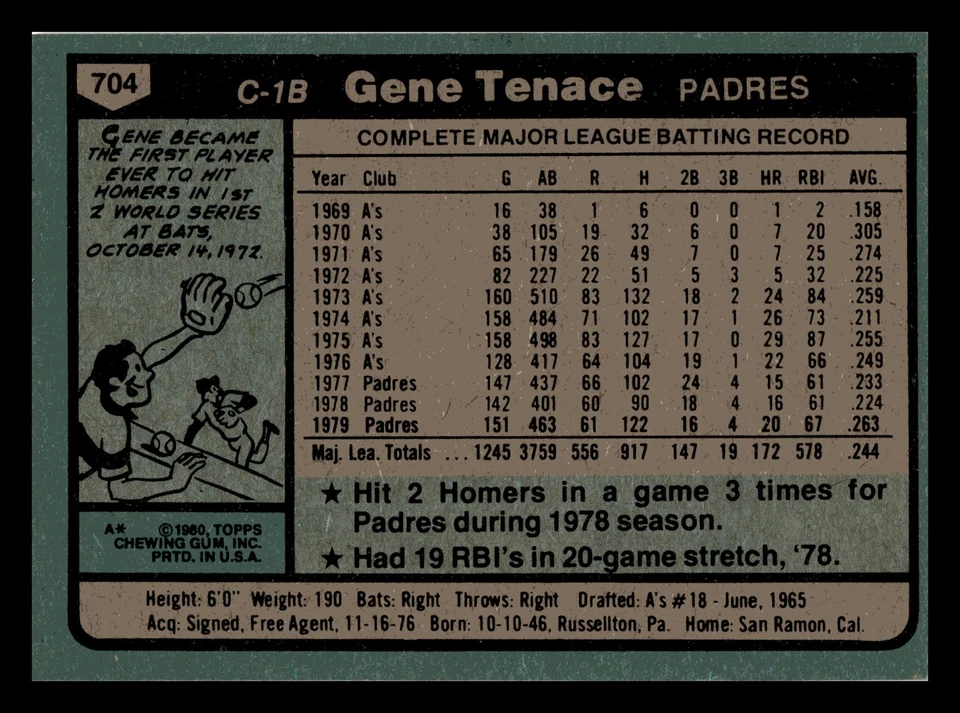 704 C-1B Gene Tenace PADRES
GENE BECAME
THE FIRST PLAYER
EVER TO HIT
HOMERS IN 1ST
2 WORLD SERIES
AT BATS,
OCTOBER 14, 1972.
A* ©1980, TOPPS
CHEWING GUM, INC.
PRTD. IN U.S.A.
COMPLETE MAJOR LEAGUE BATTING RECORD
Year Club G AB R H 2B 3B HR RBI AVG.
1969 A's 16 38 1 6 0 0 1 2 .158
1970 A's 38 105 19 32 6 0 7 20 .305
1971 A's 65 179 26 49 7 0 7 25 .274
1972 A's 82 227 22 51 5 3 5 32 .225
1973 A's 160 510 83 132 18 2 24 84 .259
1974 A's 158 484 71 102 17 1 26 73 .211
1975 A's 158 498 83 127 17 0 29 87 .255
1976 A's 128 417 64 104 19 1 22 66 .249
1977 Padres 147 437 66 102 24 4 15 61 .233
1978 Padres 142 401 60 90 18 4 16 61 .224
1979 Padres 151 463 61 122 16 4 20 67 .263
Maj. Lea. Totals ... 1245 3759 556 917 147 19 172 578 .244
★ Hit 2 Homers in a game 3 times for
Padres during 1978 season.
★ Had 19 RBI's in 20-game stretch, '78.
Height: 6'0" Weight: 190 Bats: Right Throws: Right Drafted: A's #18 - June, 1965
Acq: Signed, Free Agent, 11-16-76 Born: 10-10-46, Russellton, Pa. Home: San Ramon, Cal.